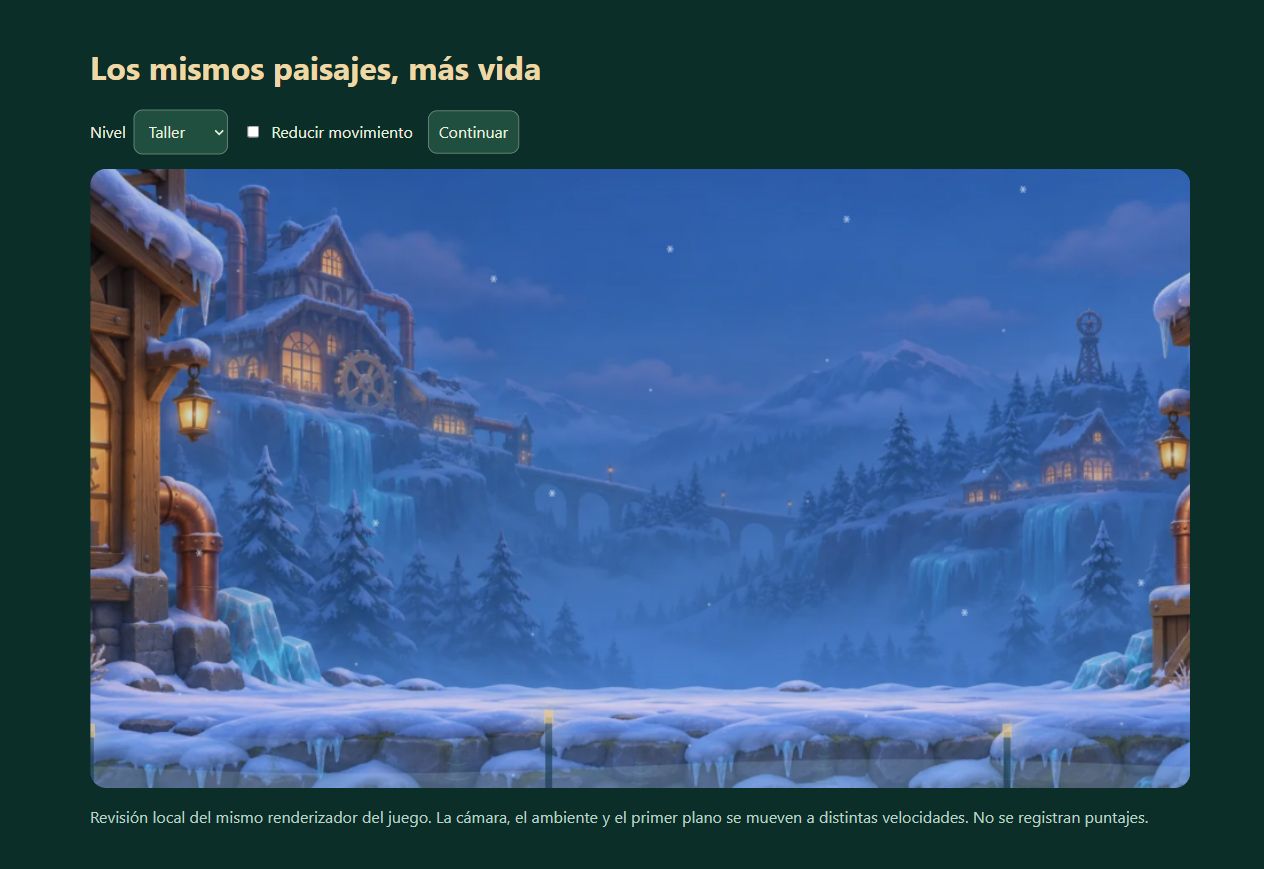 Los mismos paisajes, más vida
Nivel Taller Reducir movimiento Continuar
Revisión local del mismo renderizador del juego. La cámara, el ambiente y el primer plano se mueven a distintas velocidades. No se registran puntajes.